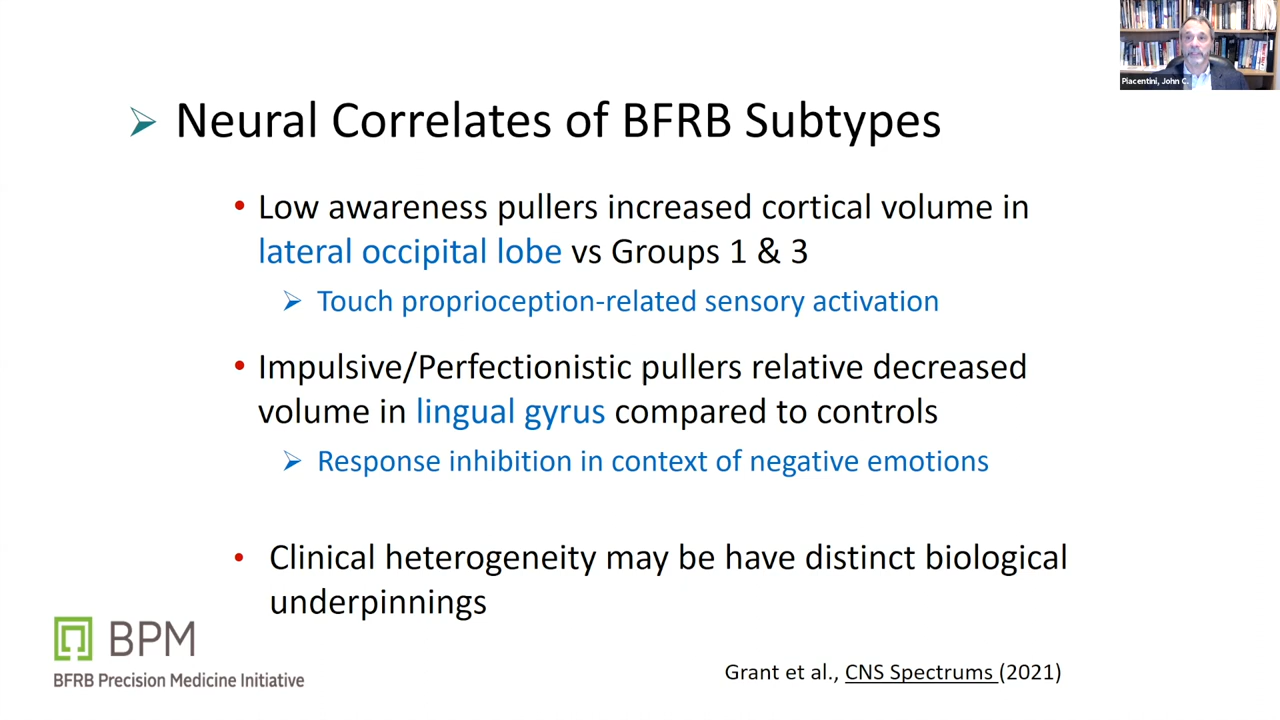 Piacentini, John C.
Neural Correlates of BFRB Subtypes
Low awareness pullers increased cortical volume in
lateral occipital lobe vs Groups 1 & 3
Touch proprioception-related sensory activation
Impulsive/Perfectionistic pullers relative decreased
volume in lingual gyrus compared to controls
Response inhibition in context of negative emotions
Clinical heterogeneity may be have distinct biological
underpinnings
BPM
BFRB Precision Medicine Initiative
Grant et al., CNS Spectrums (2021)